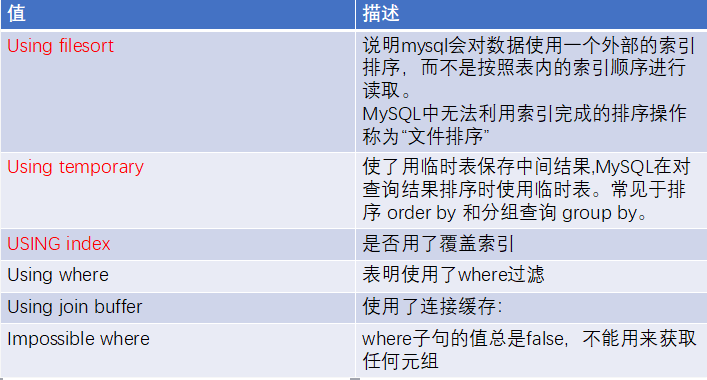 值 描述
Using filesort 说明mysql会对数据使用一个外部的索引
排序，而不是按照表内的索引顺序进行
读取。
MySQL中无法利用索引完成的排序操作
称为“文件排序”
Using temporary 使了用临时表保存中间结果,MySQL在对
查询结果排序时使用临时表。常见于排
序 order by 和分组查询 group by。
USING index 是否用了覆盖索引
Using where 表明使用了where过滤
Using join buffer 使用了连接缓存：
Impossible where where子句的值总是false，不能用来获取
任何元组